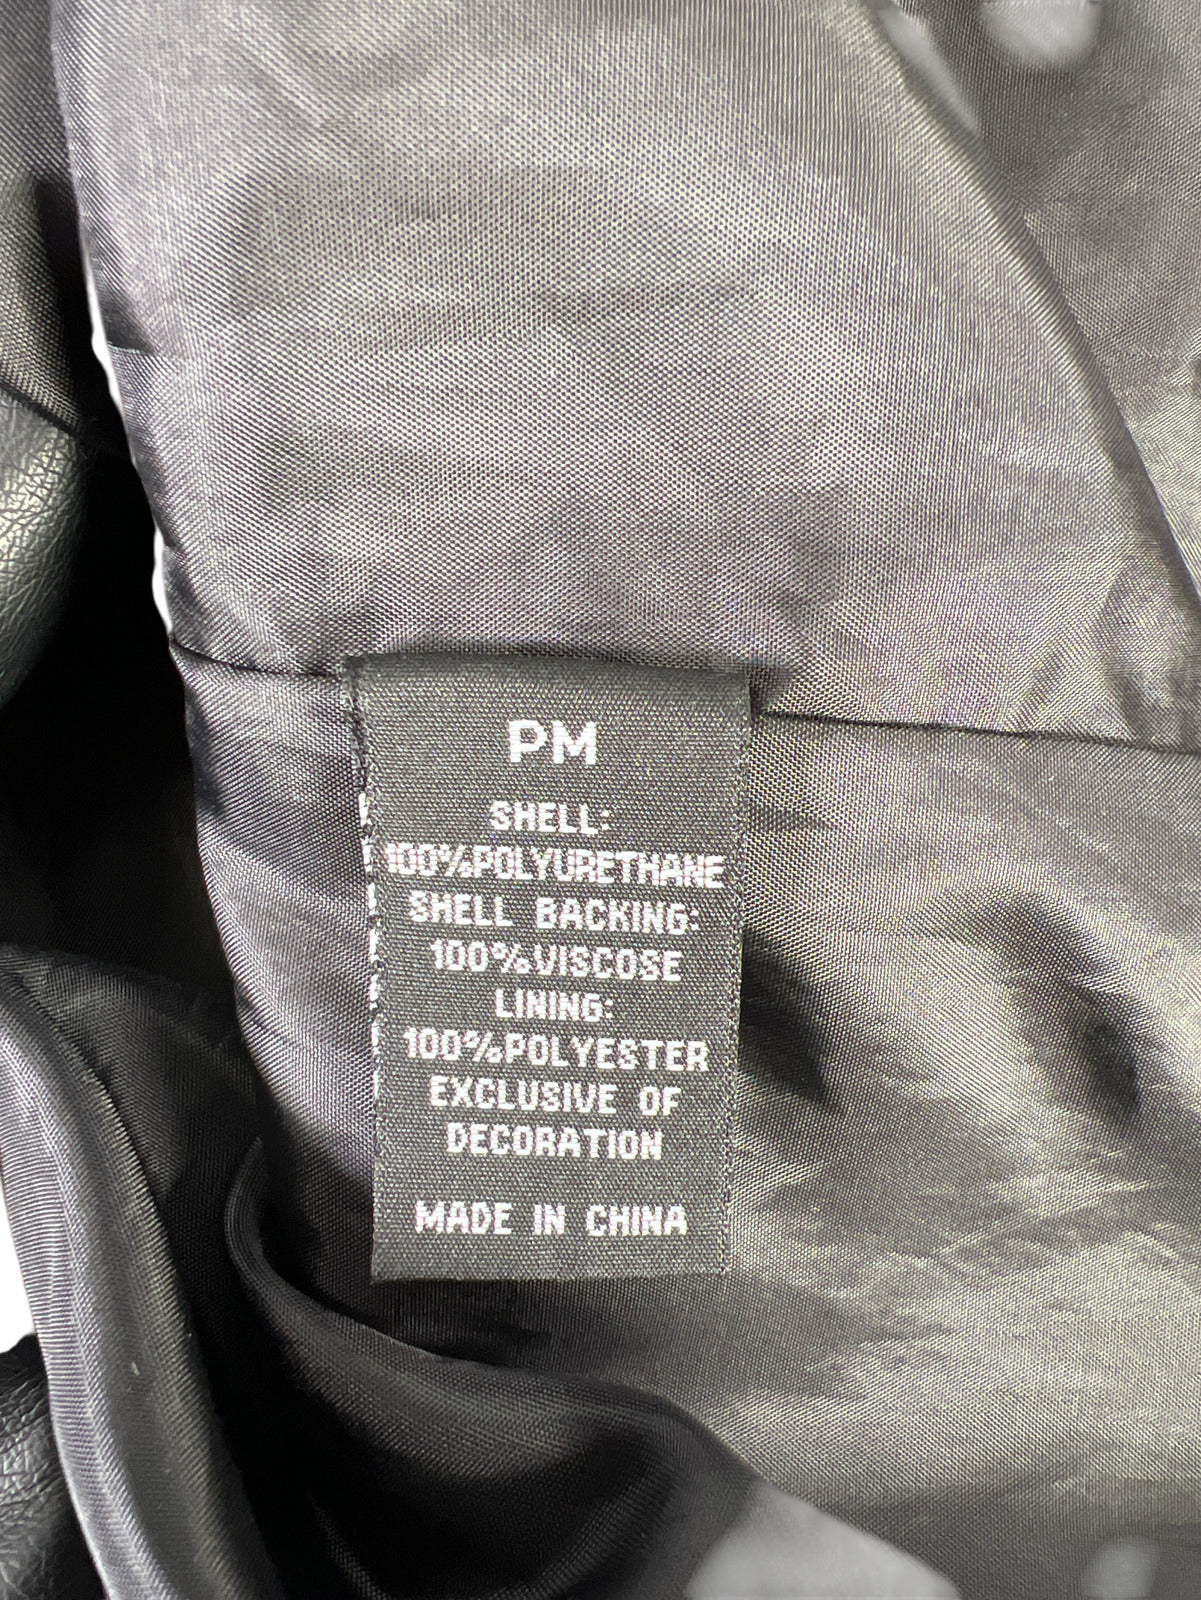 PM
SHELL:
100%POLYURETHANE
SHELL BACKING:
100%VISCOSE
LINING:
100%POLYESTER
EXCLUSIVE OF
DECORATION
MADE IN CHINA